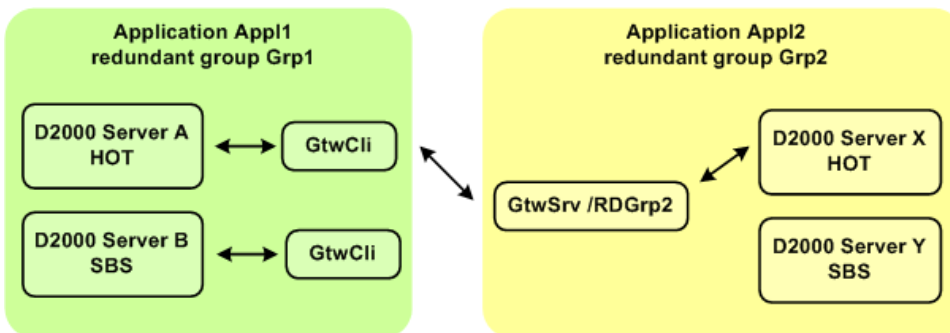 Application Appl1
redundant group Grp1
D2000 Server A
HOT
GtwCli
D2000 Server B
SBS
GtwCli
Application Appl2
redundant group Grp2
GtwSrv /RDGrp2
D2000 Server X
HOT
D2000 Server Y
SBS